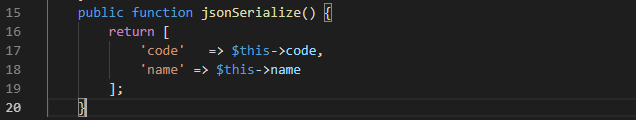 15 public function jsonSerialize() {
16 return [
17 'code'   => $this->code,
18 'name' => $this->name
19 ];
20 }